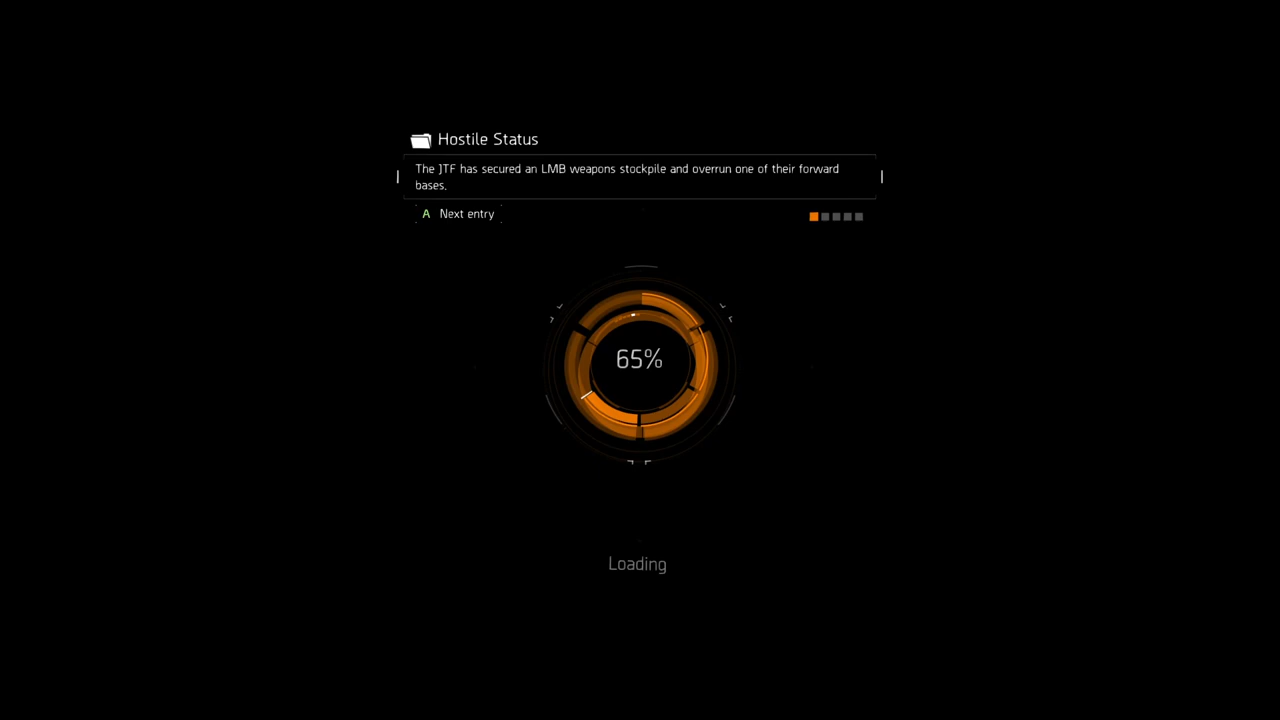 Hostile Status
The JTF has secured an LMB weapons stockpile and overrun one of their forward
bases.
A Next entry
65%
Loading